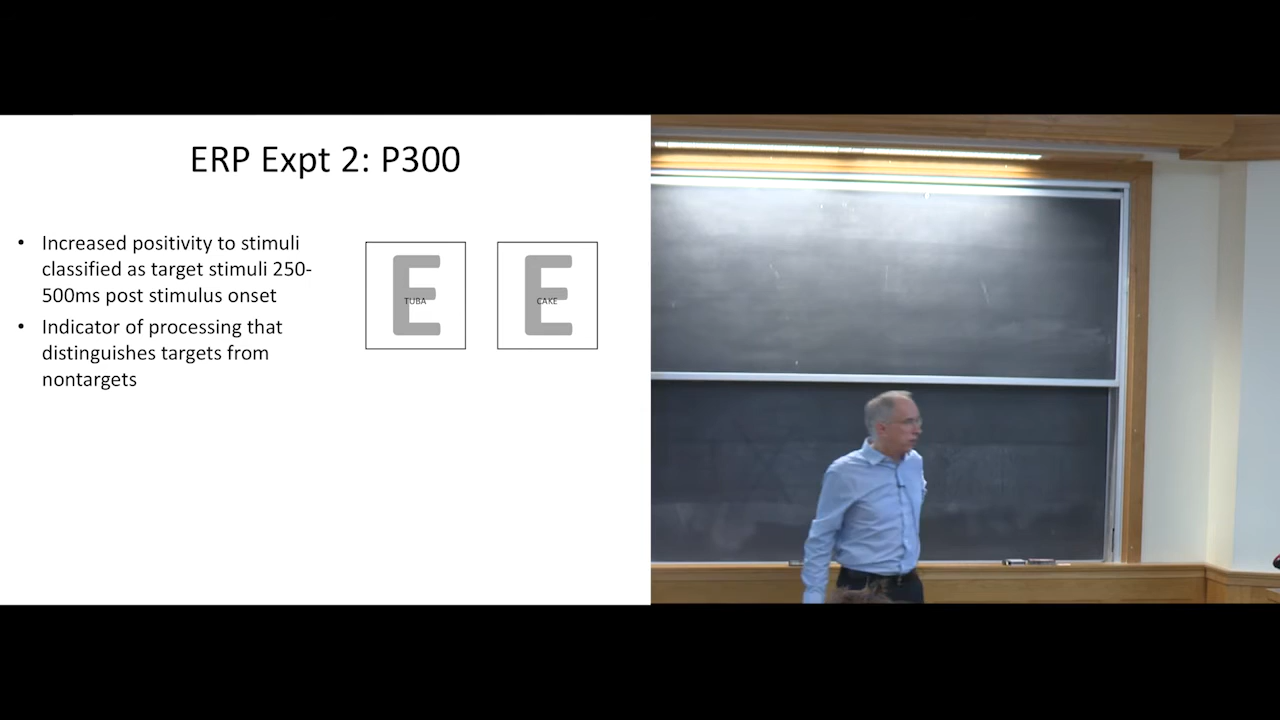 ERP Expt 2: P300
• Increased positivity to stimuli
classified as target stimuli 250-
500ms post stimulus onset
• Indicator of processing that
distinguishes targets from
nontargets
E
TUBA
E
CAKE